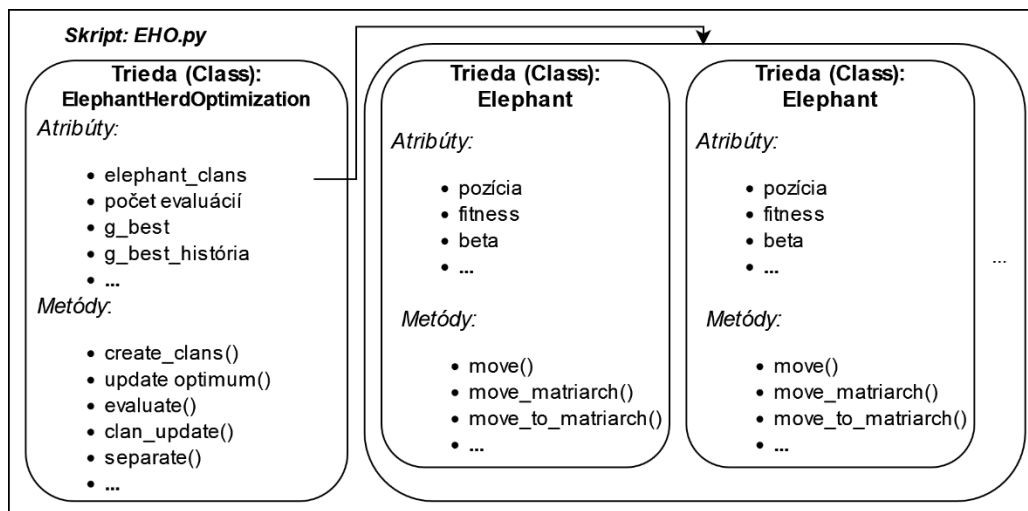 Skript: EHO.py
Trieda (Class):
ElephantHerdOptimization
Atribúty:
• elephant_clans
• počet evaluácií
• g_best
• g_best_história
• ...
Metódy:
• create_clans()
• update optimum()
• evaluate()
• clan_update()
• separate()
• ...
Trieda (Class):
Elephant
Atribúty:
• pozícia
• fitness
• beta
• ...
Metódy:
• move()
• move_matriarch()
• move_to_matriarch()
• ...
Trieda (Class):
Elephant
Atribúty:
• pozícia
• fitness
• beta
• ...
Metódy:
• move()
• move_matriarch()
• move_to_matriarch()
• ...
...